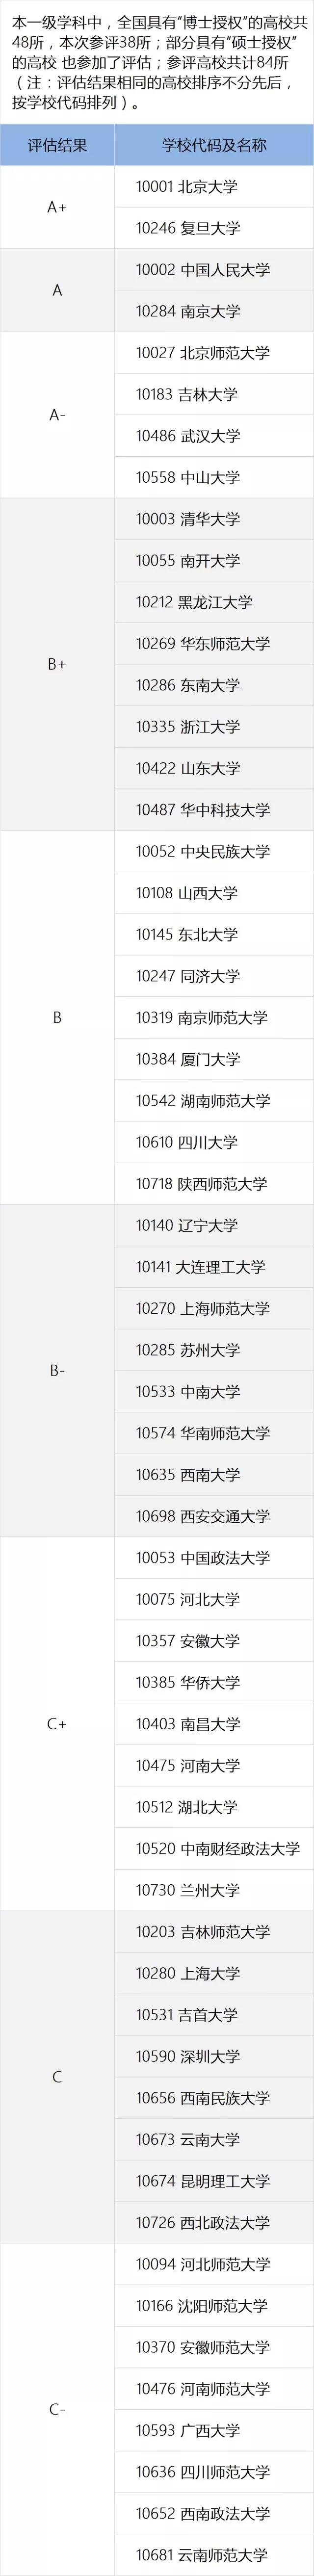 本一级学科中，全国具有“博士授权”的高校共
48所，本次参评38所；部分具有“硕士授权”
的高校 也参加了评估；参评高校共计84所
（注：评估结果相同的高校排序不分先后，
按学校代码排列）。
评估结果 学校代码及名称
A+
10001 北京大学
10246 复旦大学
A
10002 中国人民大学
10284 南京大学
A-
10027 北京师范大学
10183 吉林大学
10486 武汉大学
10558 中山大学
B+
10003 清华大学
10055 南开大学
10212 黑龙江大学
10269 华东师范大学
10286 东南大学
10335 浙江大学
10422 山东大学
10487 华中科技大学
B
10052 中央民族大学
10108 山西大学
10145 东北大学
10247 同济大学
10319 南京师范大学
10384 厦门大学
10542 湖南师范大学
10610 四川大学
10718 陕西师范大学
B-
10140 辽宁大学
10141 大连理工大学
10270 上海师范大学
10285 苏州大学
10533 中南大学
10574 华南师范大学
10635 西南大学
10698 西安交通大学
C+
10053 中国政法大学
10075 河北大学
10357 安徽大学
10385 华侨大学
10403 南昌大学
10475 河南大学
10512 湖北大学
10520 中南财经政法大学
10730 兰州大学
C
10203 吉林师范大学
10280 上海大学
10531 吉首大学
10590 深圳大学
10656 西南民族大学
10673 云南大学
10674 昆明理工大学
10726 西北政法大学
C-
10094 河北师范大学
10166 沈阳师范大学
10370 安徽师范大学
10476 河南师范大学
10593 广西大学
10636 四川师范大学
10652 西南政法大学
10681 云南师范大学